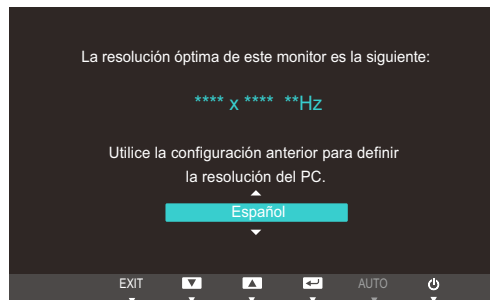 La resolución óptima de este monitor es la siguiente:
**** x **** **Hz
Utilice la configuración anterior para definir
la resolución del PC.
Español
EXIT AUTO